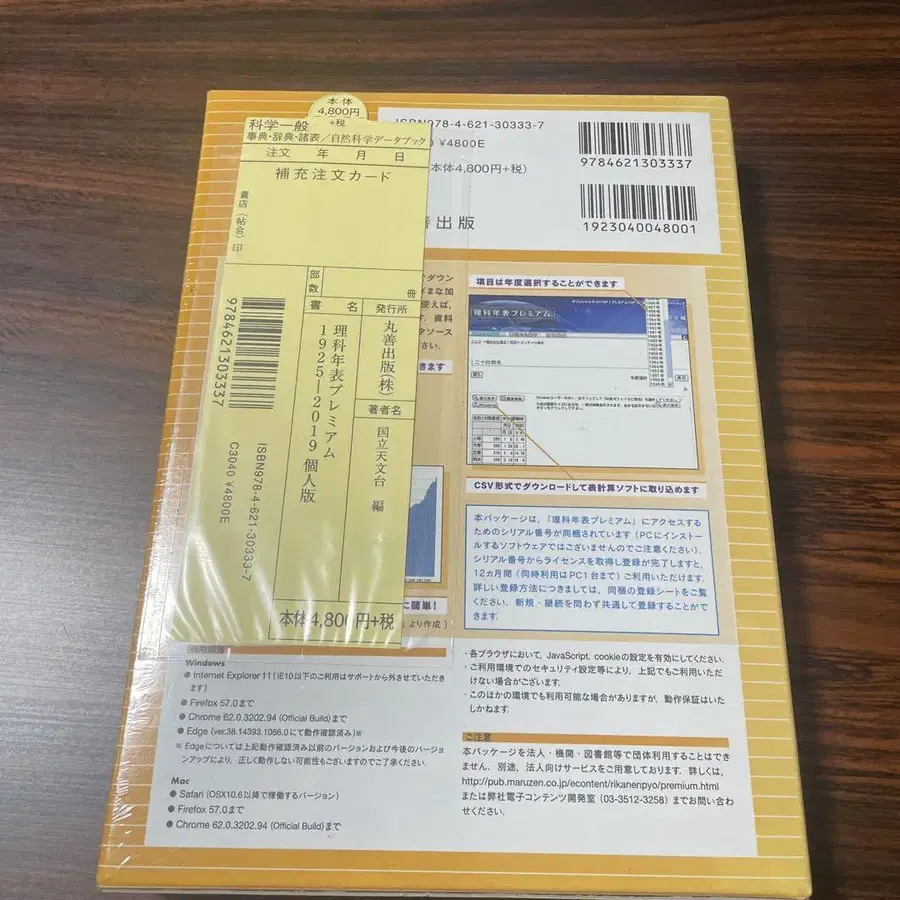 本体
4,800円
+税
ISBN978-4-621-30333-7
¥4800E
本体4,800円+税)
善出版
9784621303337
1923040048001
科学一般
事典・辞典・諸表/自然科学データブック
注文 年 月 日
補充注文カード
書店(帖合)印
部数
冊
書名
発行所
理科年表プレミアム
1925-2019 個人版
丸善出版(株)
著者名
国立天文台 編
9784621303337
ISBN978-4-621-30333-7
C3040 ¥4800E
本体4,800円+税
ダウン
まな加
使えば、
資料
タソース
さい。
きます
に簡単!
より作成]
項目は年度選択することができます
理科年表プレミアム
CSV形式でダウンロードして表計算ソフトに取り込めます
本パッケージは、「理科年表プレミアム」にアクセスする
ためのシリアル番号が同梱されています(PCにインストー
ルするソフトウェアではございませんのでご注意ください)。
シリアル番号からライセンスを取得し登録が完了しますと、
12ヵ月間(同時利用はPC1台まで)ご利用いただけます。
詳しい登録方法につきましては、同梱の登録シートをご覧
ください。新規・継続を問わず共通して登録することがで
きます。
Windows
● Internet Explorer 11(IE10以下のご利用はサポートから外させていただき
ます)
● Firefox 57.0まで
● Chrome 62.0.3202.94 (Official Build)まで
● Edge (ver.38.14393.1066.0にて動作確認済み)※
※ Edgeについては上記動作確認済み以前のバージョンおよび今後のバージョ
ンアップにより、正しく動作しない可能性もございますのでご了承ください。
Mac
● Safari (OSX10.6以降で稼働するバージョン)
● Firefox 57.0まで
● Chrome 62.0.3202.94 (Official Build)まで
・各ブラウザにおいて、JavaScript, cookieの設定を有効にしてください。
・ご利用環境でのセキュリティ設定等により、上記でもご利用いただ
けない場合がございます。
・このほかの環境でも利用可能な場合がありますが、動作保証はいた
しかねます。
ご注意
本パッケージを法人・機関・図書館等で団体利用することはでき
ません。別途、法人向けサービスをご用意しております。詳しくは、
http://pub.maruzen.co.jp/econtent/rikanenpyo/premium.html
または弊社電子コンテンツ開発室(03-3512-3258)までお問い合わ
せください。